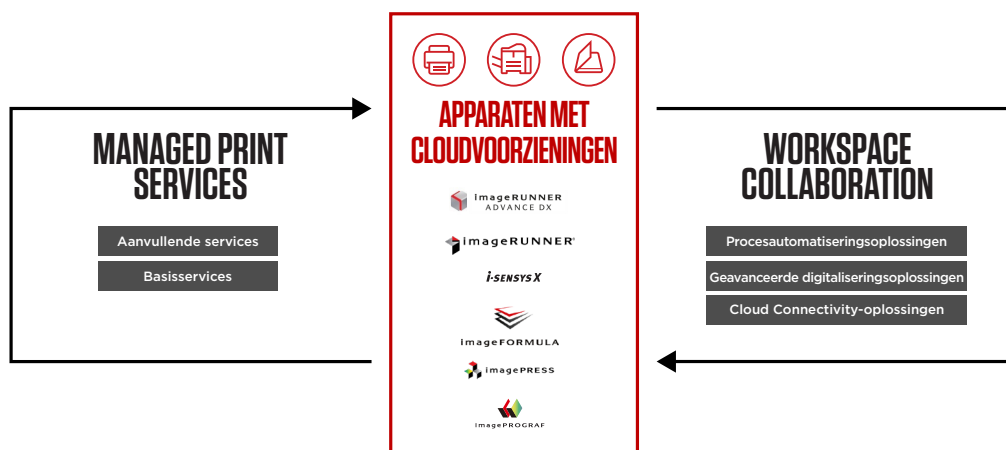 MANAGED PRINT
SERVICES
Aanvullende services
Basisservices
APPARATEN MET
CLOUDVOORZIENINGEN
imageRUNNER
ADVANCE DX
imageRUNNER
i-SENSYS X
imageFORMULA
imagePRESS
imagePROGRAF
WORKSPACE
COLLABORATION
Procesautomatiseringsoplossingen
Geavanceerde digitaliseringsoplossingen
Cloud Connectivity-oplossingen